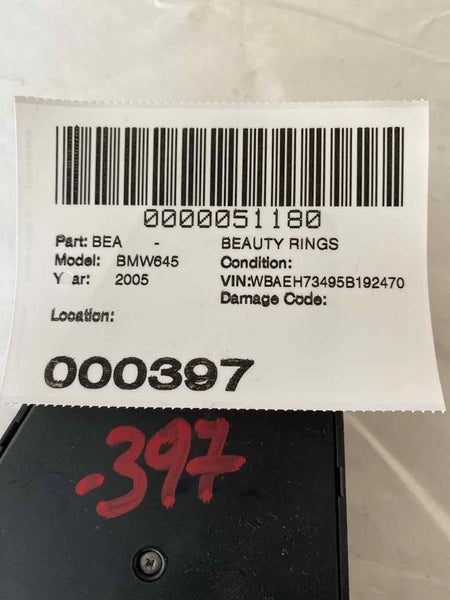 0000051180
Part: BEA - BEAUTY RINGS
Model: BMW645 Condition:
Y ar: 2005 VIN:WBAEH73495B192470
Damage Code:
Location:
000397
-397